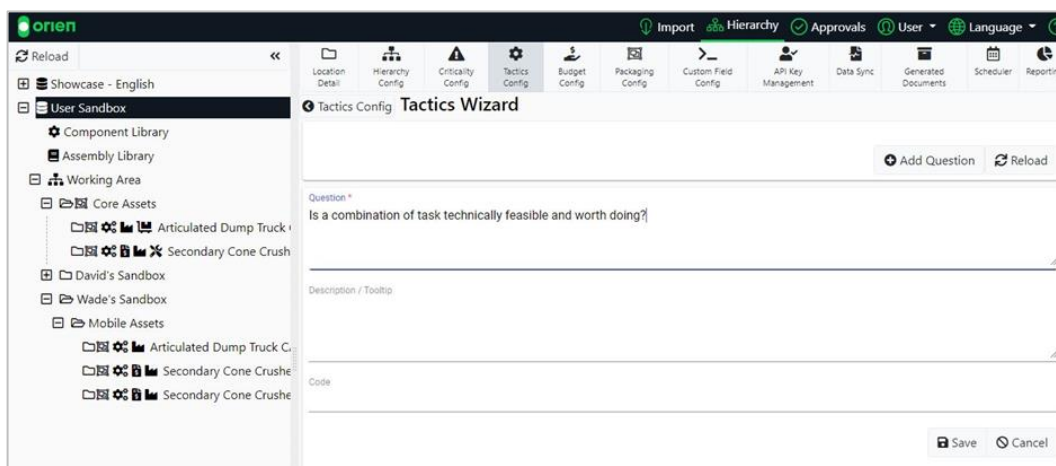 orien
Import Hierarchy Approvals User Language
Reload
Location Detail
Hierarchy Config
Criticality Config
Tactics Config
Budget Config
Packaging Config
Custom Field Config
API Key Management
Data Sync
Generated Documents
Scheduler
Showcase - English
User Sandbox
Component Library
Assembly Library
Working Area
Core Assets
Articulated Dump Truck
Secondary Cone Crush
David's Sandbox
Wade's Sandbox
Mobile Assets
Articulated Dump Truck
Secondary Cone Crushe
Secondary Cone Crushe
Tactics Config Tactics Wizard
Add Question Reload
Question *
Is a combination of task technically feasible and worth doing?
Description / Tooltip
Code
Save Cancel